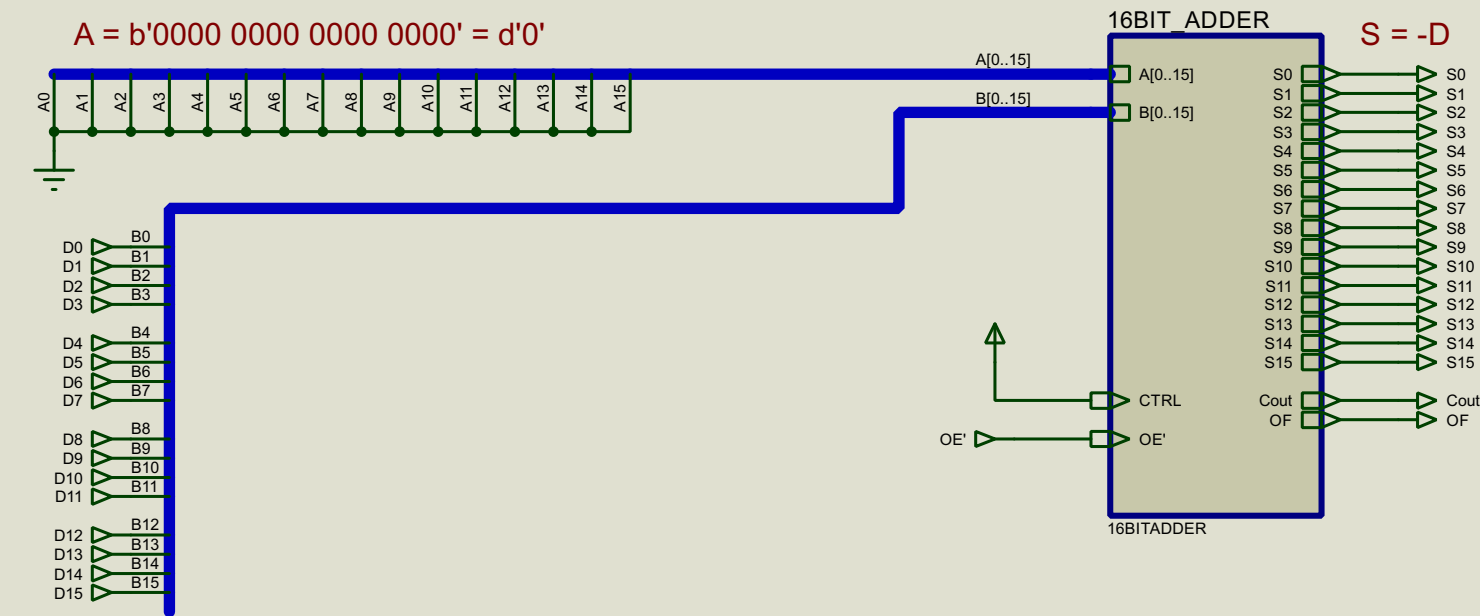 A = b'0000 0000 0000 0000' = d'0'
16BIT_ADDER
S = -D
A0 A1 A2 A3 A4 A5 A6 A7 A8 A9 A10 A11 A12 A13 A14 A15
A[0..15]
B[0..15]
A[0..15]
B[0..15]
S0 S0
S1 S1
S2 S2
S3 S3
S4 S4
S5 S5
S6 S6
S7 S7
S8 S8
S9 S9
S10 S10
S11 S11
S12 S12
S13 S13
S14 S14
S15 S15
D0 B0
D1 B1
D2 B2
D3 B3
D4 B4
D5 B5
D6 B6
D7 B7
D8 B8
D9 B9
D10 B10
D11 B11
D12 B12
D13 B13
D14 B14
D15 B15
CTRL
Cout Cout
OE' OE'
OF OF
16BITADDER